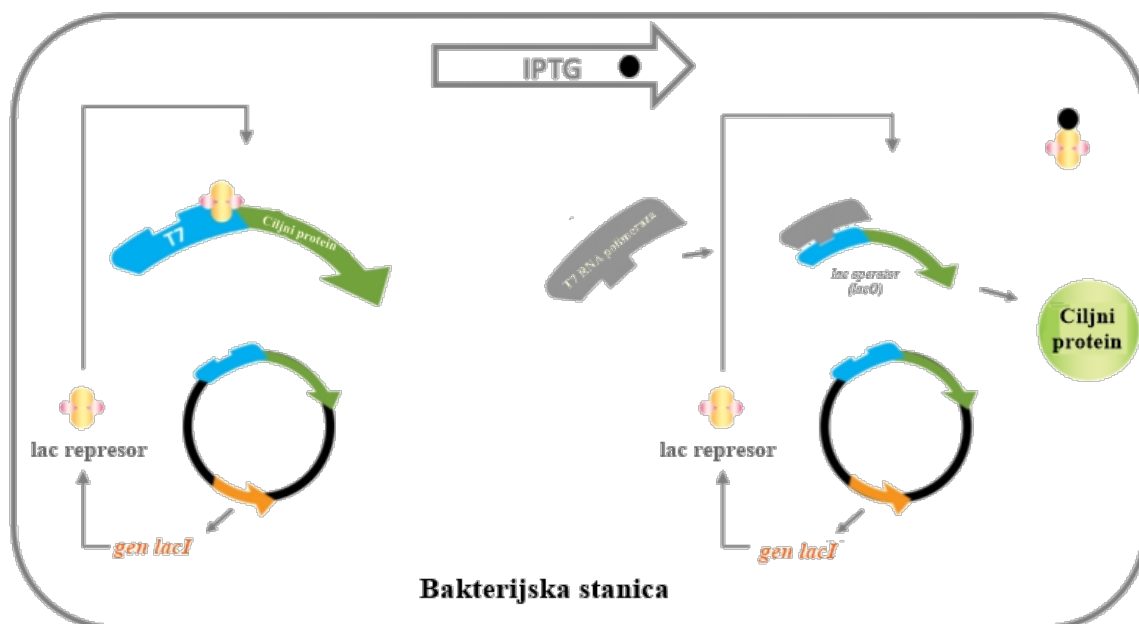 IPTG
T7
Ciljni protein
lac represor
gen lacI
T7 RNA polimeraza
lac operator
(lacO)
Ciljni
protein
lac represor
gen lacI
Bakterijska stanica